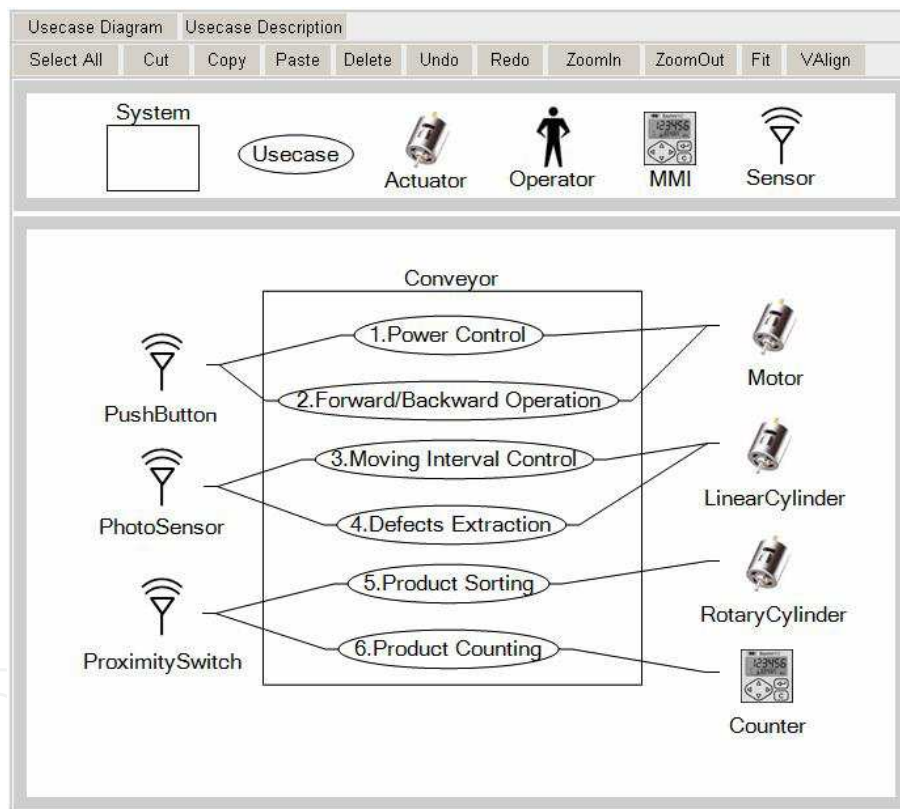 Usecase Diagram Usecase Description
Select All Cut Copy Paste Delete Undo Redo ZoomIn ZoomOut Fit VAlign
System
Usecase
Actuator Operator MMI Sensor
123456
Conveyor
1.Power Control
Motor
PushButton
2.Forward/Backward Operation
3.Moving Interval Control
LinearCylinder
PhotoSensor
4.Defects Extraction
5.Product Sorting
RotaryCylinder
ProximitySwitch
6.Product Counting
123456
Counter